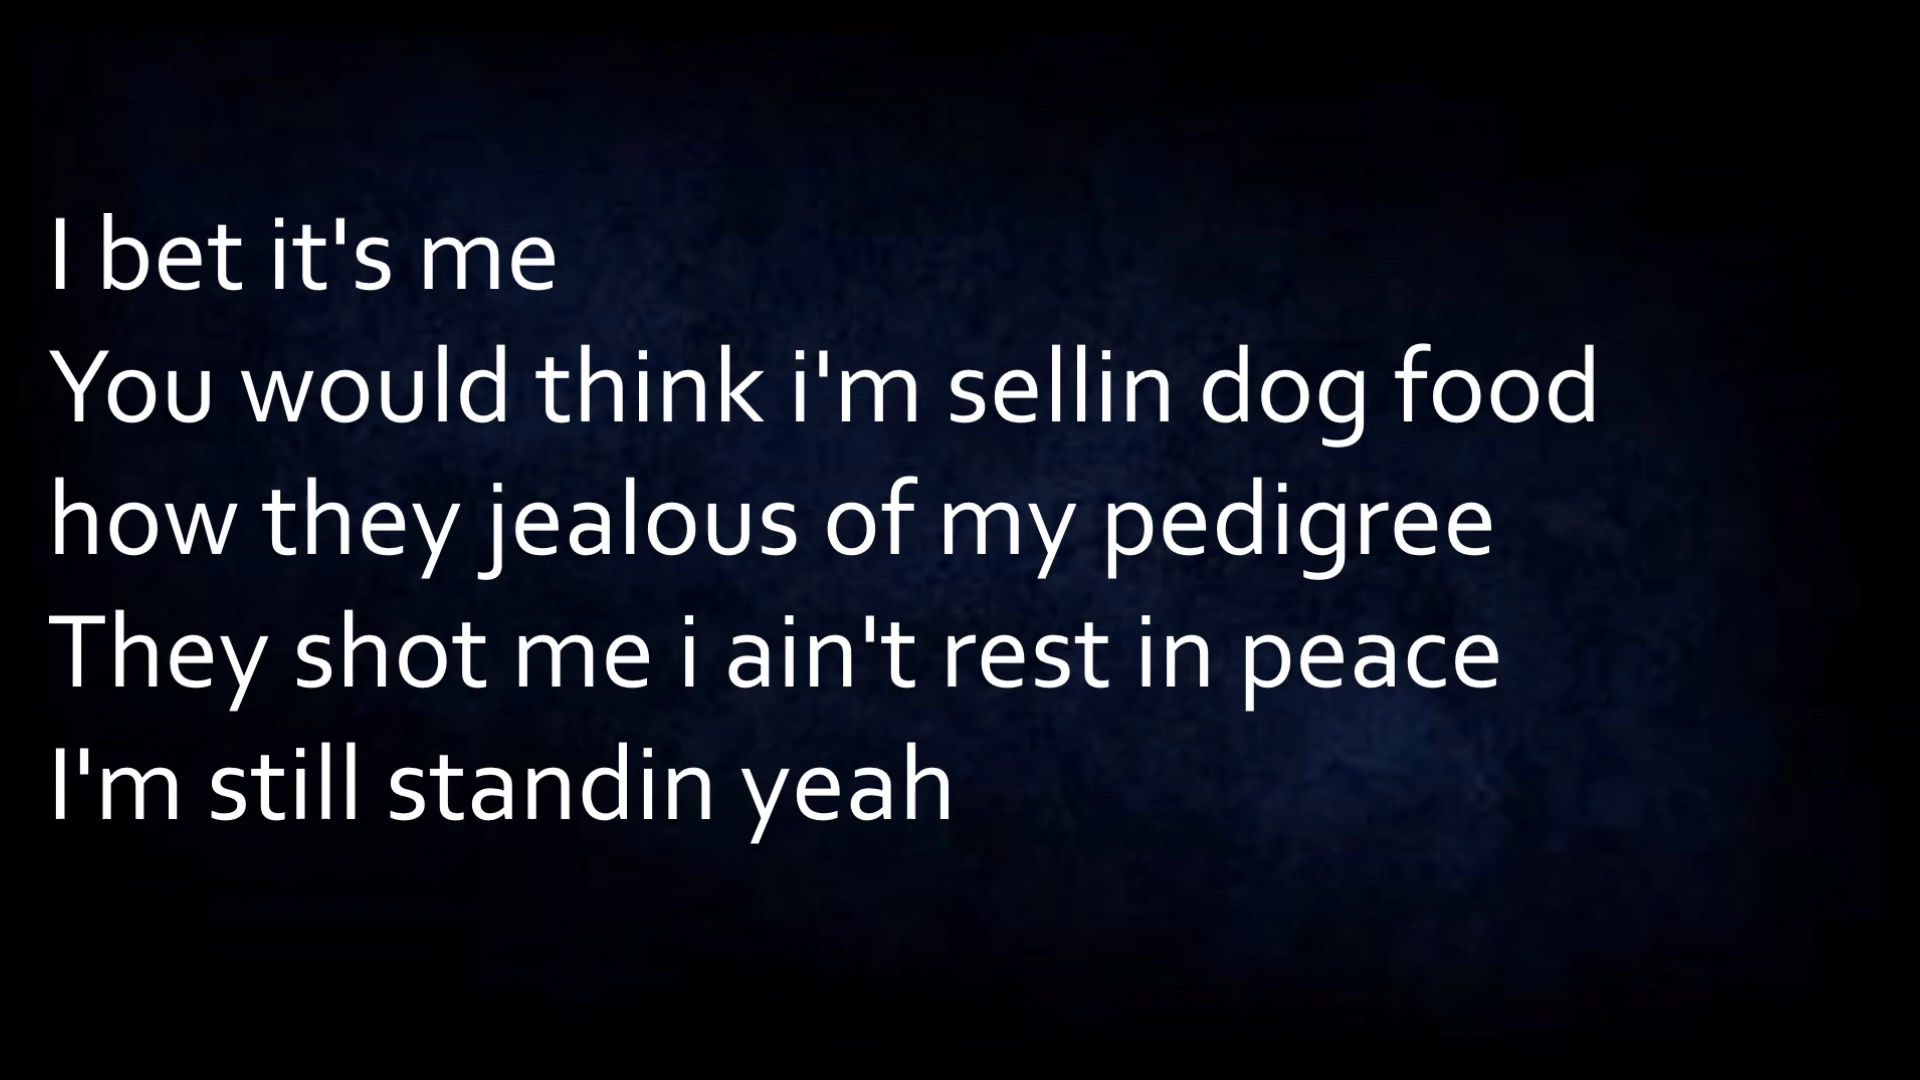 I bet it's me
You would think i'm sellin dog food
how they jealous of my pedigree
They shot me i ain't rest in peace
I'm still standin yeah